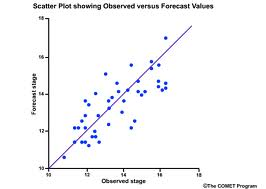 Scatter Plot showing Observed versus Forecast Values
18
16
14
12
10
Forecast stage
10
12
14
16
18
Observed stage
©The COMET Program